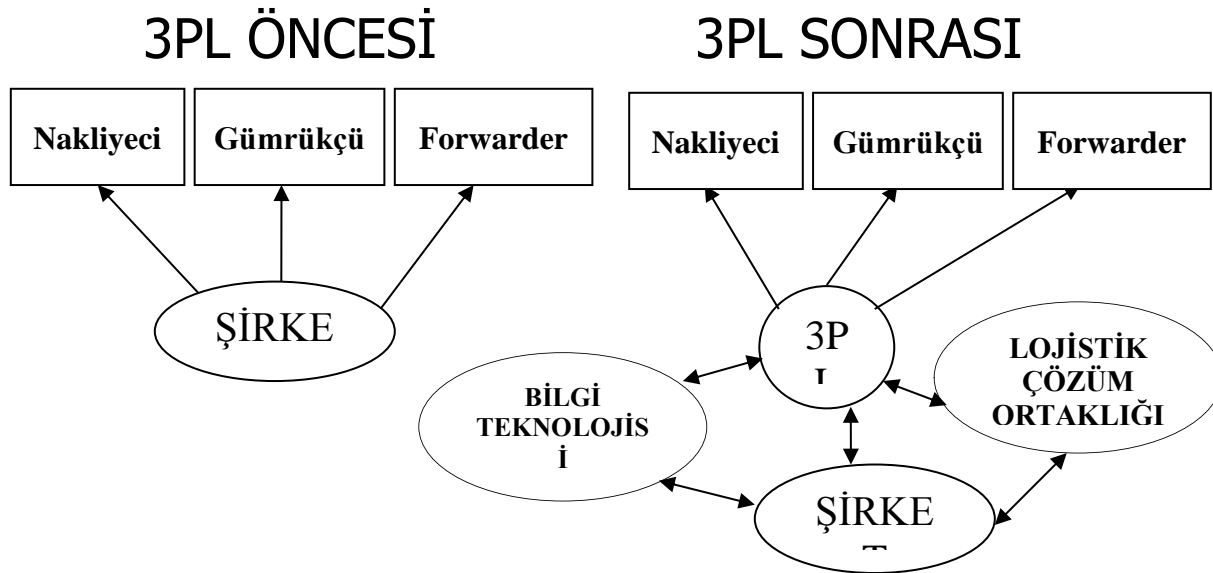 3PL ÖNCESİ
3PL SONRASI
Nakliyeci
Gümrükçü
Forwarder
Nakliyeci
Gümrükçü
Forwarder
ŞİRKE
3P
L
BİLGİ
TEKNOLOJİS
İ
LOJİSTİK
ÇÖZÜM
ORTAKLIĞI
ŞİRKE
T